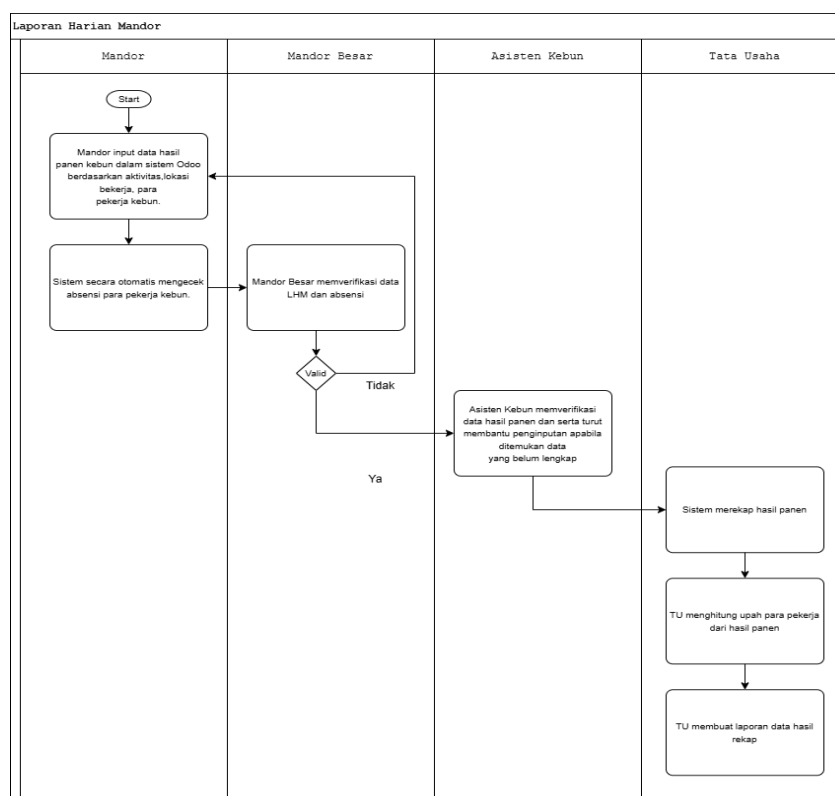 Laporan Harian Mandor
Mandor
Mandor Besar
Asisten Kebun
Tata Usaha
Start
Mandor input data hasil
panen kebun dalam sistem Odoo
berdasarkan aktivitas,lokasi
bekerja, para
pekerja kebun.
Sistem secara otomatis mengecek
absensi para pekerja kebun.
Mandor Besar memverifikasi data
LHM dan absensi
Valid
Tidak
Ya
Asisten Kebun memverifikasi
data hasil panen dan serta turut
membantu penginputan apabila
ditemukan data
yang belum lengkap
Sistem merekap hasil panen
TU menghitung upah para pekerja
dari hasil panen
TU membuat laporan data hasil
rekap